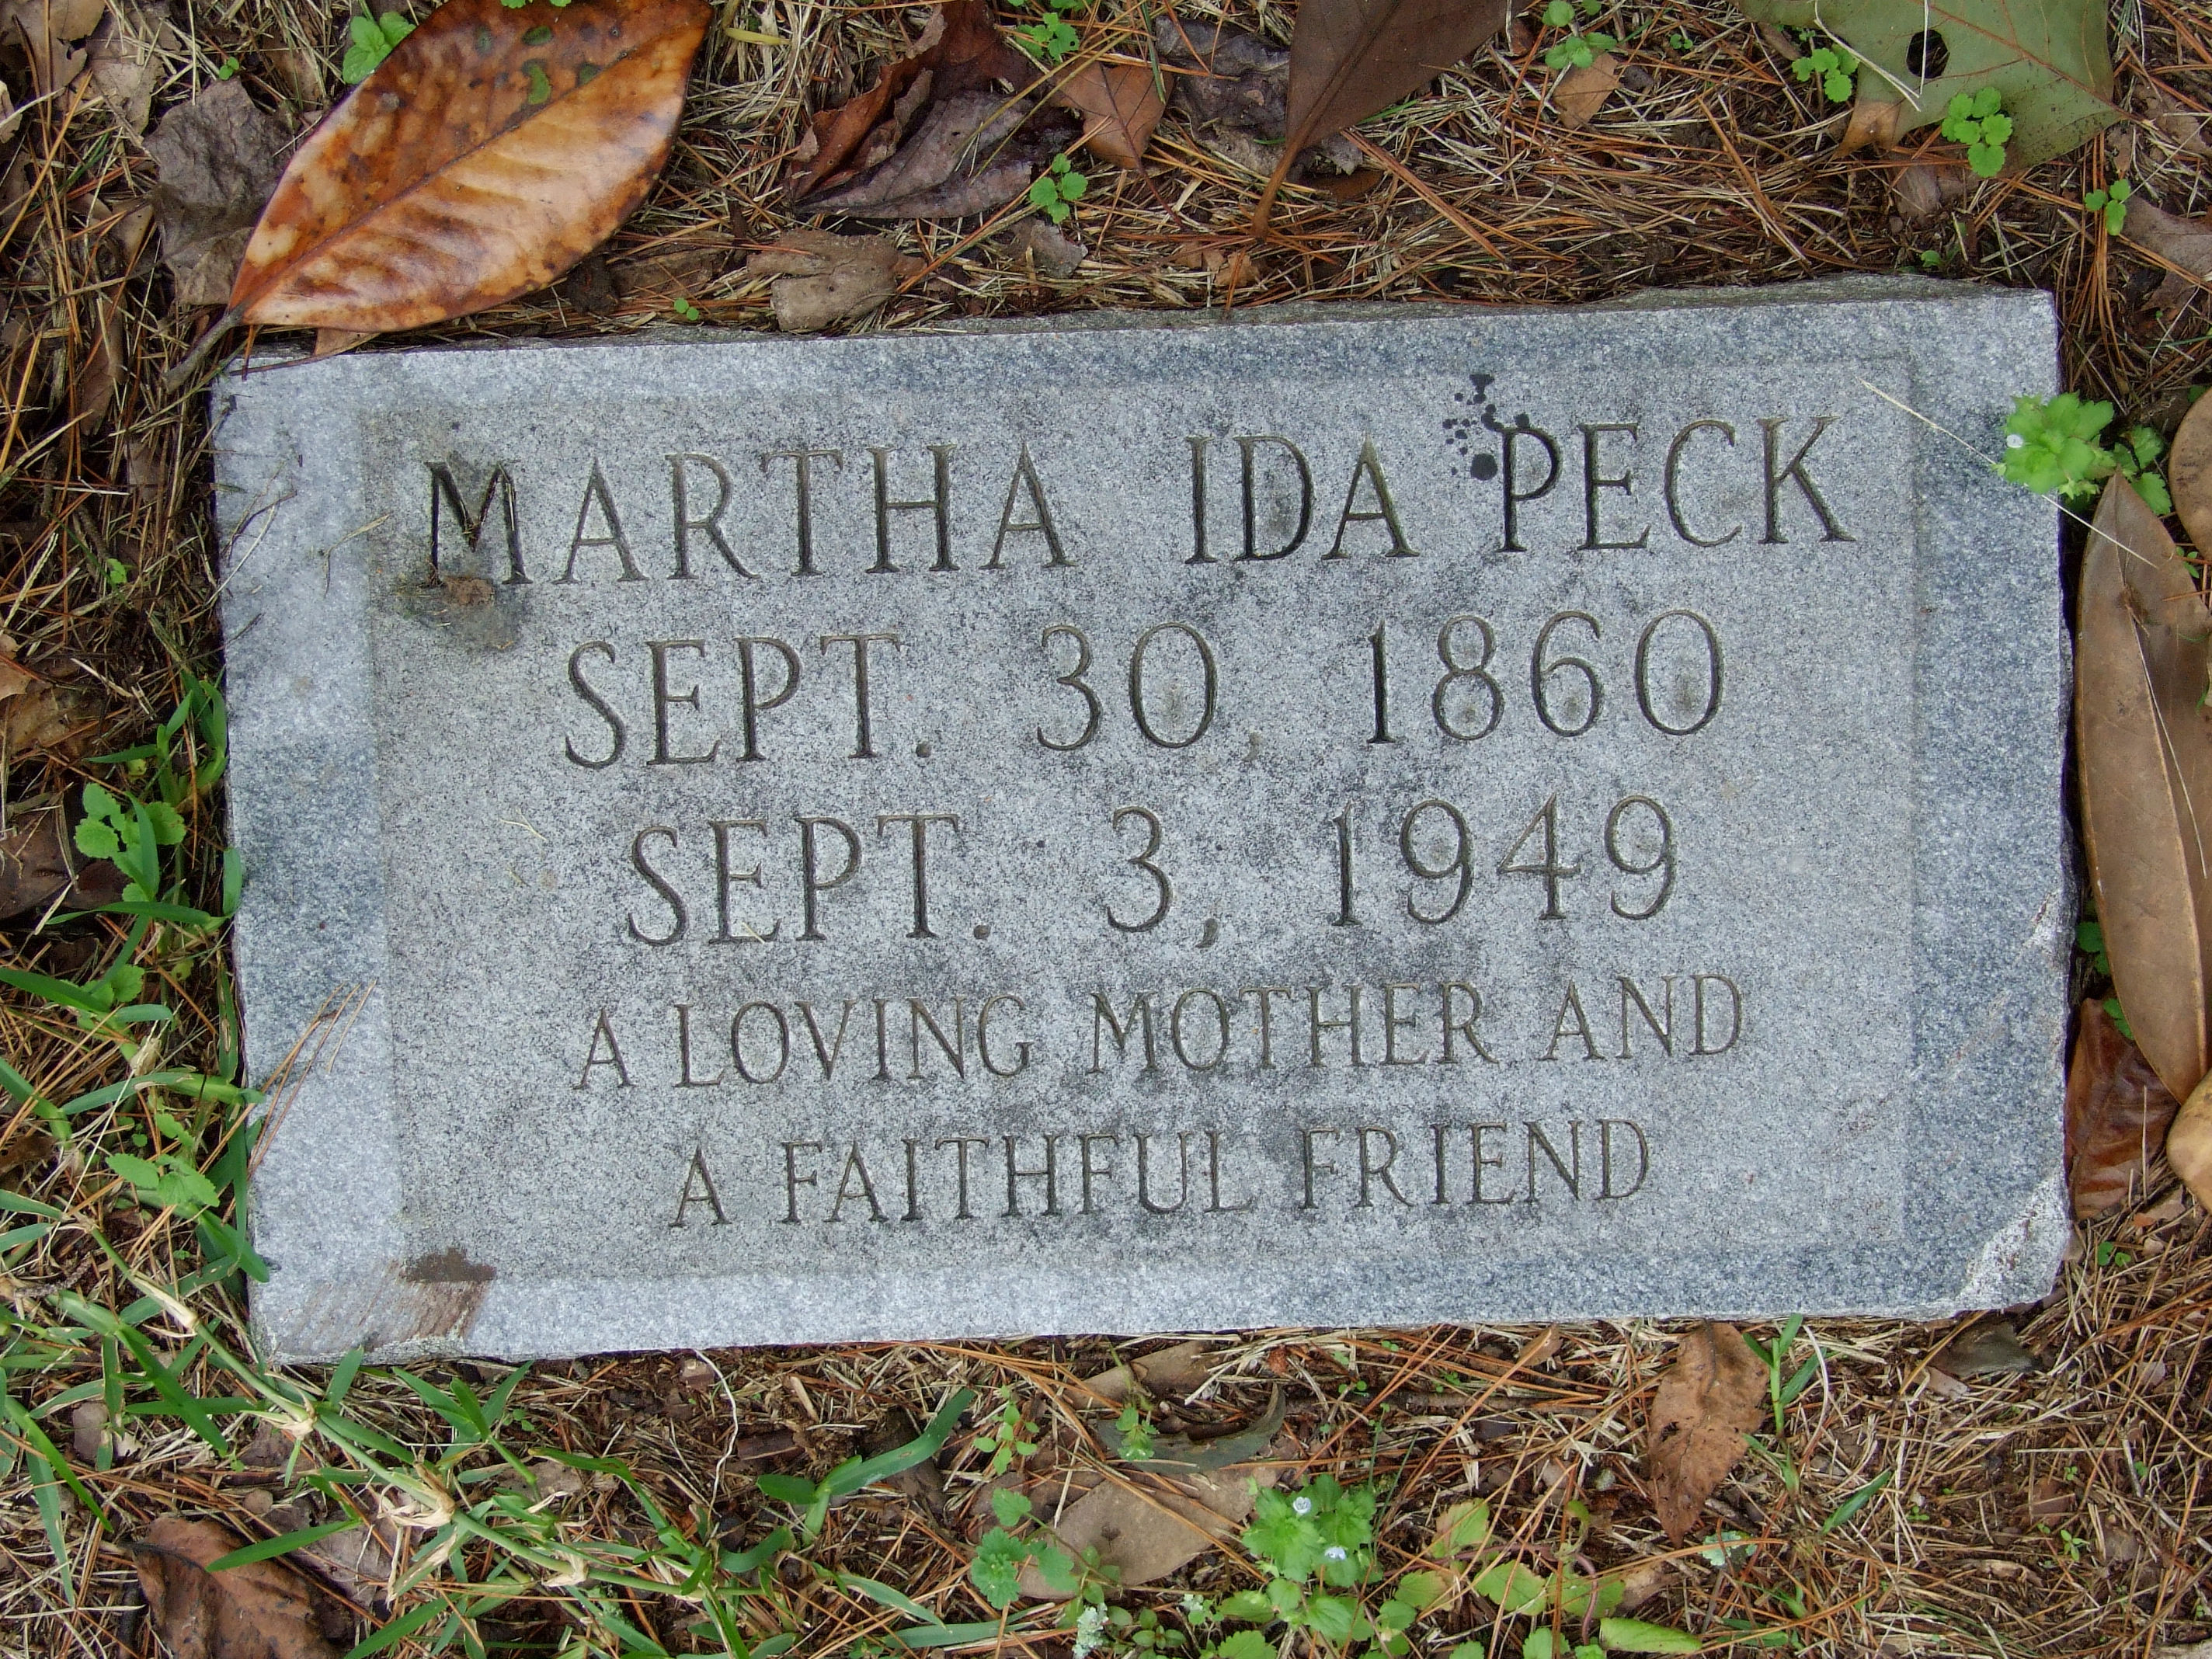 MARTHA IDA PECK
SEPT. 30, 1860
SEPT. 3, 1949
A LOVING MOTHER AND
A FAITHFUL FRIEND